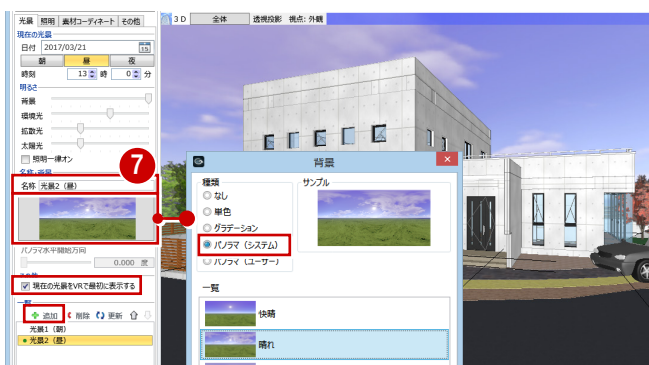 光景 照明 素材コーディネート その他
現在の光景
日付 2017/03/21 15
朝 昼 夜
時刻 13 時 0 分
明るさ
背景
環境光
拡散光
太陽光
照明一律オン
名称・背景
名称 光景2（昼）
パノラマ水平開始方向
0.000 度
その他
現在の光景をVRで最初に表示する
一覧
追加 削除 更新
光景1（朝）
光景2（昼）
3D 全体 透視投影 視点: 外観
7
背景
種類
なし
単色
グラデーション
パノラマ（システム）
パノラマ（ユーザー）
サンプル
一覧
快晴
晴れ